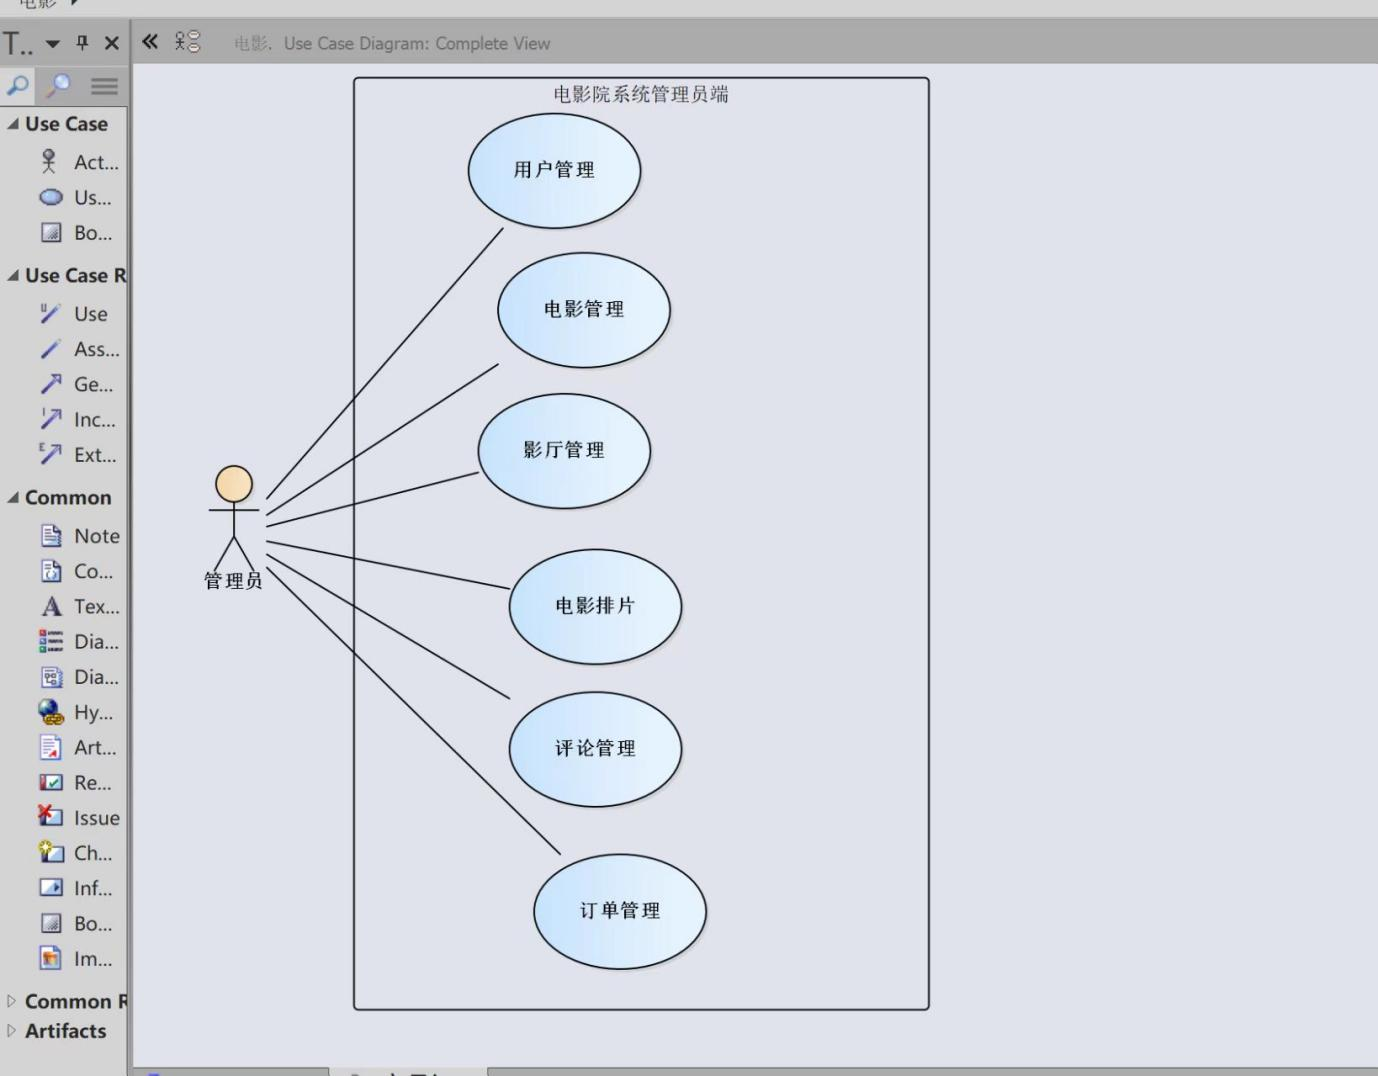 电影
T..
电影. Use Case Diagram: Complete View
Use Case
Act...
Us...
Bo...
Use Case R
Use
Ass...
Ge...
Inc...
Ext...
Common
Note
Co...
Tex...
Dia...
Dia...
Hy...
Art...
Re...
Issue
Ch...
Inf...
Bo...
Im...
Common R
Artifacts
电影院系统管理员端
用户管理
电影管理
影厅管理
管理员
电影排片
评论管理
订单管理